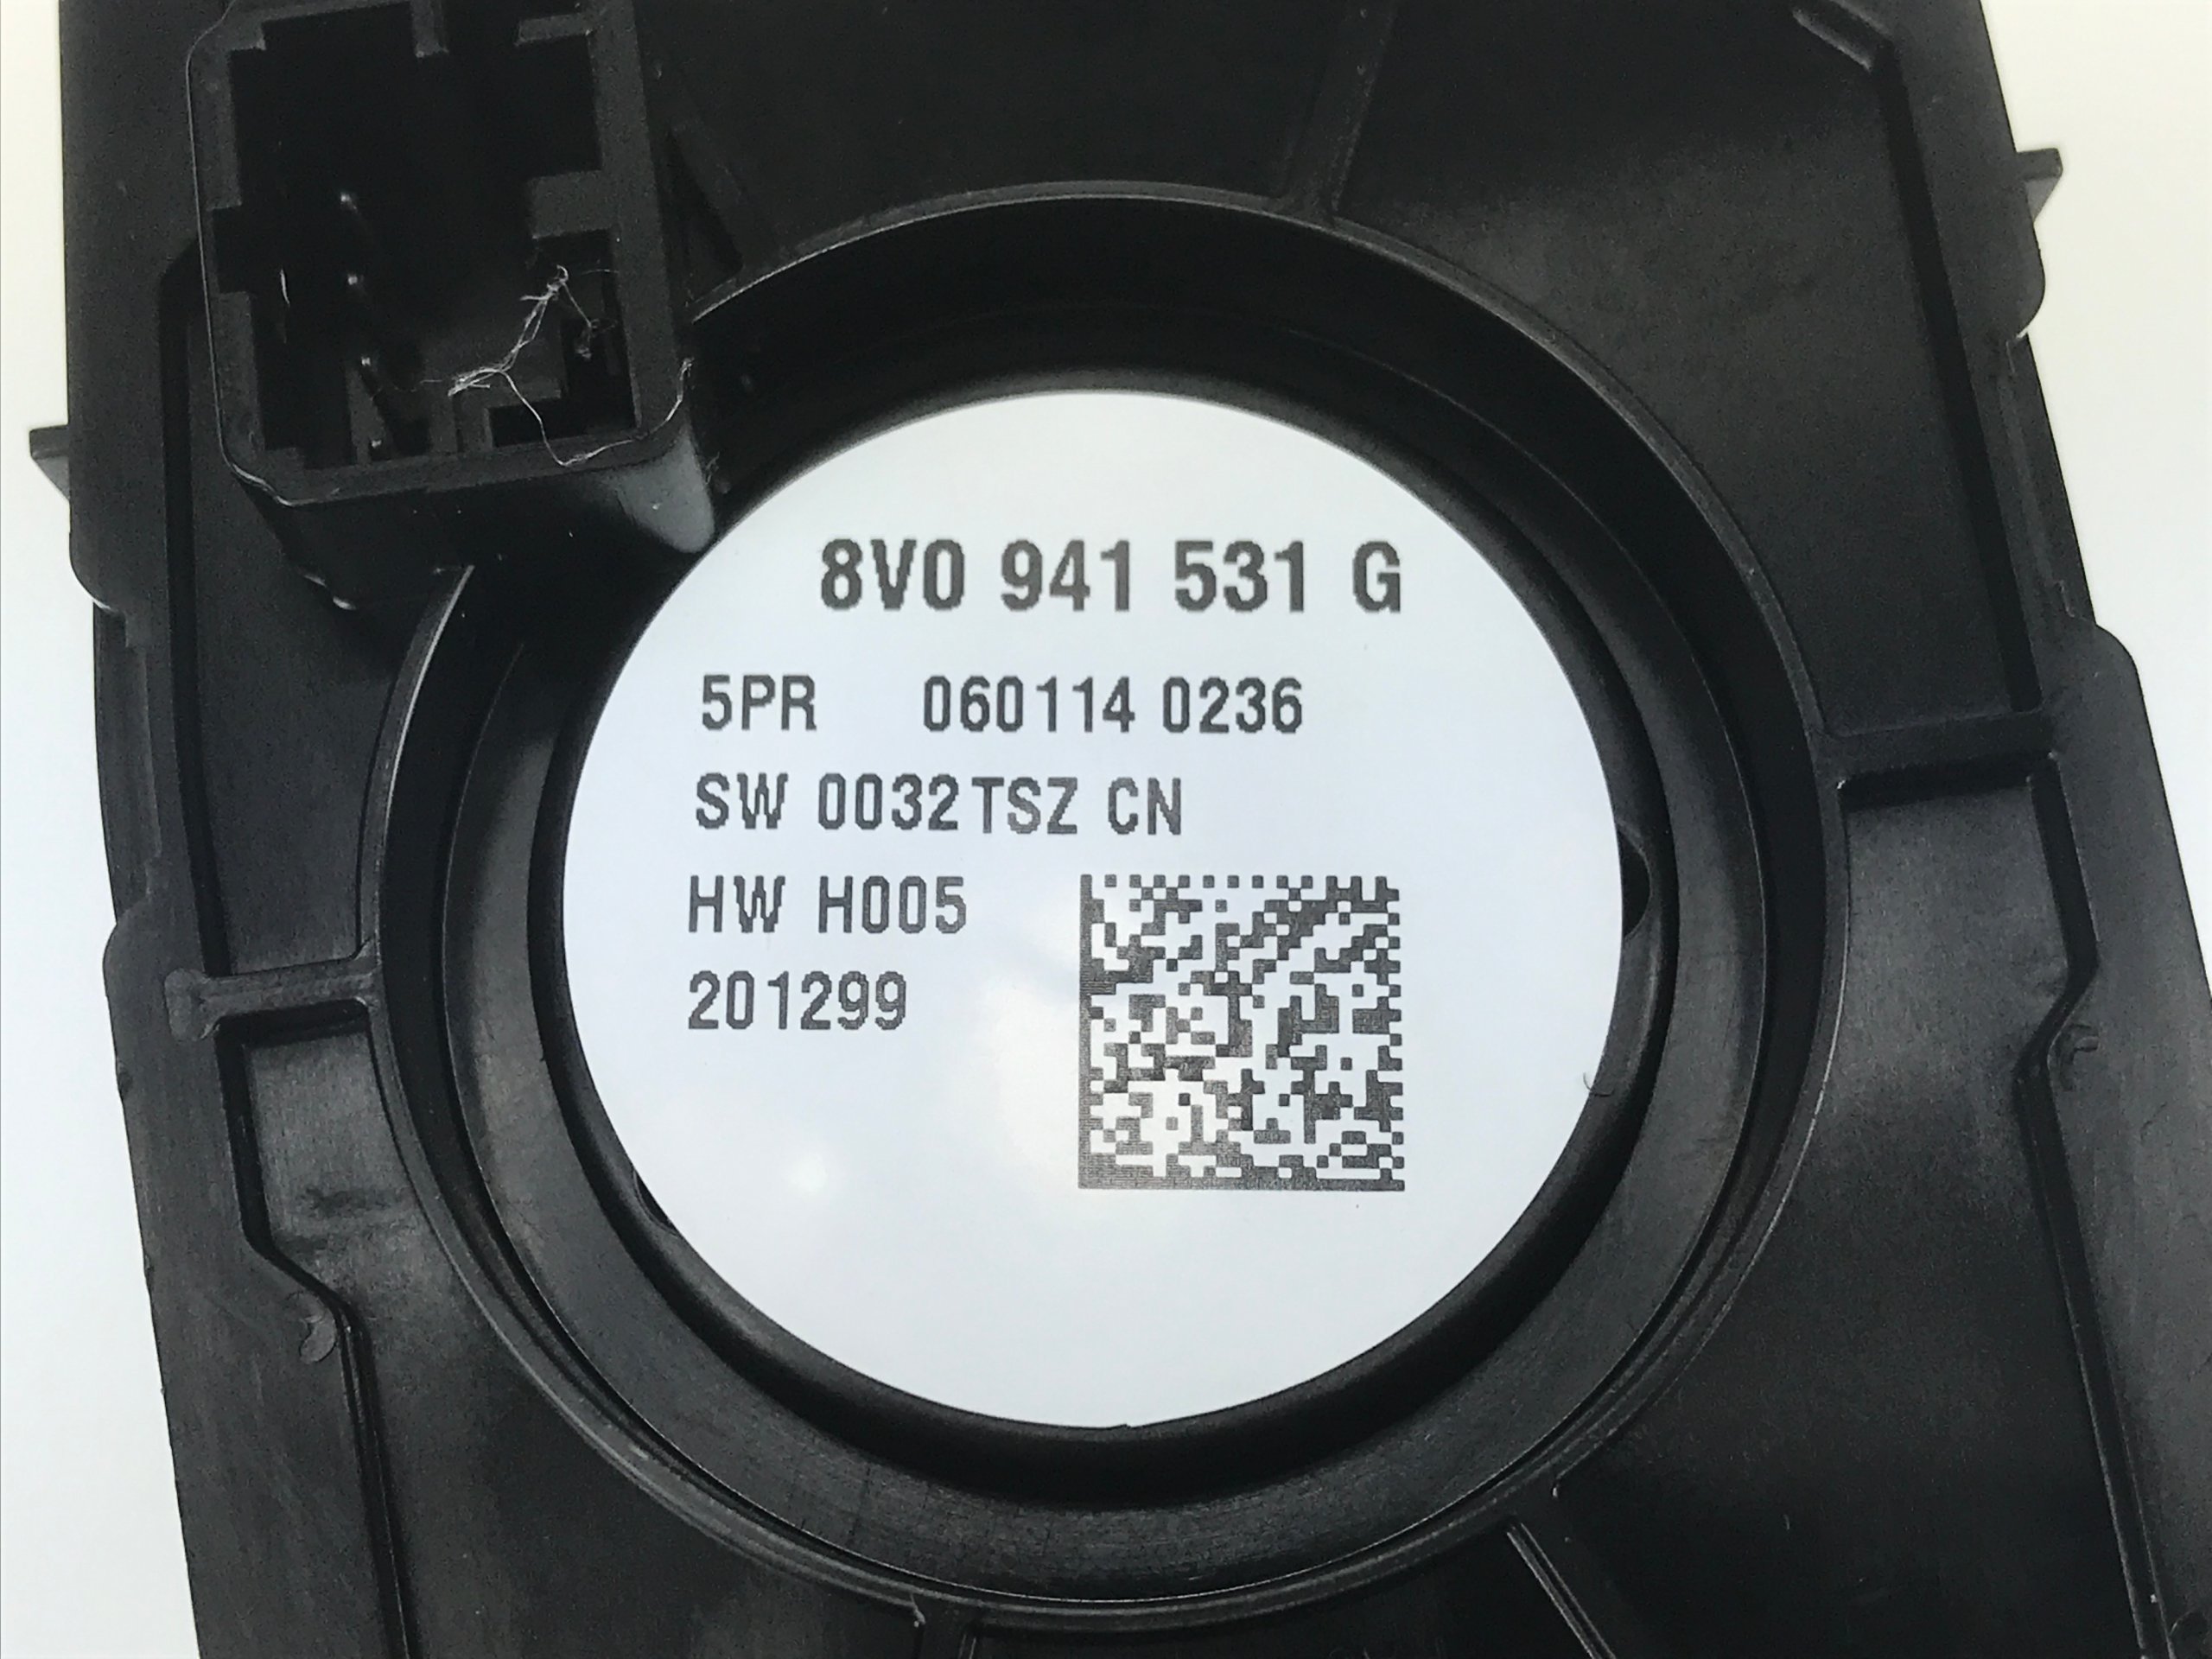 8V0 941 531 G
5PR 060114 0236
SW 0032TSZ CN
HW H005
201299